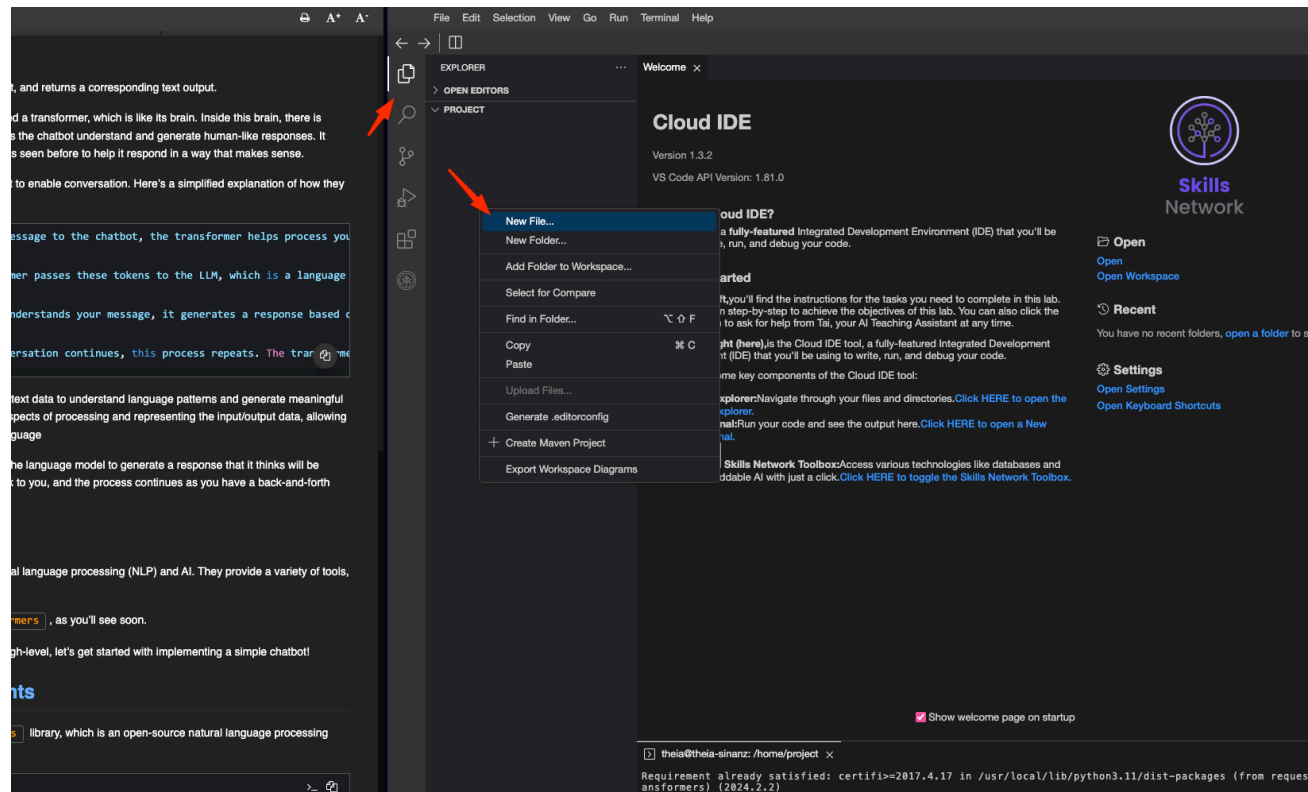 A+ A-
t, and returns a corresponding text output.
ed a transformer, which is like its brain. Inside this brain, there is
s the chatbot understand and generate human-like responses. It
s seen before to help it respond in a way that makes sense.
t to enable conversation. Here's a simplified explanation of how they
essage to the chatbot, the transformer helps process you
mer passes these tokens to the LLM, which is a language
nderstands your message, it generates a response based o
ersation continues, this process repeats. The tran
me
text data to understand language patterns and generate meaningful
spects of processing and representing the input/output data, allowing
guage
he language model to generate a response that it thinks will be
k to you, and the process continues as you have a back-and-forth
al language processing (NLP) and AI. They provide a variety of tools,
rmers , as you'll see soon.
gh-level, let's get started with implementing a simple chatbot!
nts
s library, which is an open-source natural language processing
File Edit Selection View Go Run Terminal Help
EXPLORER ...
OPEN EDITORS
PROJECT
New File...
New Folder...
Add Folder to Workspace...
Select for Compare
Find in Folder... ⌥⇧F
Copy ⌘C
Paste
Upload Files...
Generate .editorconfig
+ Create Maven Project
Export Workspace Diagrams
Welcome ×
Cloud IDE
Version 1.3.2
VS Code API Version: 1.81.0
oud IDE?
a fully-featured Integrated Development Environment (IDE) that you'll be
, run, and debug your code.
arted
ft,you'll find the instructions for the tasks you need to complete in this lab.
n step-by-step to achieve the objectives of this lab. You can also click the
n to ask for help from Tai, your AI Teaching Assistant at any time.
ght (here),is the Cloud IDE tool, a fully-featured Integrated Development
nt (IDE) that you'll be using to write, run, and debug your code.
ome key components of the Cloud IDE tool:
xplorer:Navigate through your files and directories.Click HERE to open the
xplorer.
nal:Run your code and see the output here.Click HERE to open a New
nal.
Skills Network Toolbox:Access various technologies like databases and
ddable AI with just a click.Click HERE to toggle the Skills Network Toolbox.
Skills
Network
Open
Open
Open Workspace
Recent
You have no recent folders, open a folder to s
Settings
Open Settings
Open Keyboard Shortcuts
Show welcome page on startup
theia@theia-sinanz: /home/project ×
Requirement already satisfied: certifi>=2017.4.17 in /usr/local/lib/python3.11/dist-packages (from reques
ansformers) (2024.2.2)